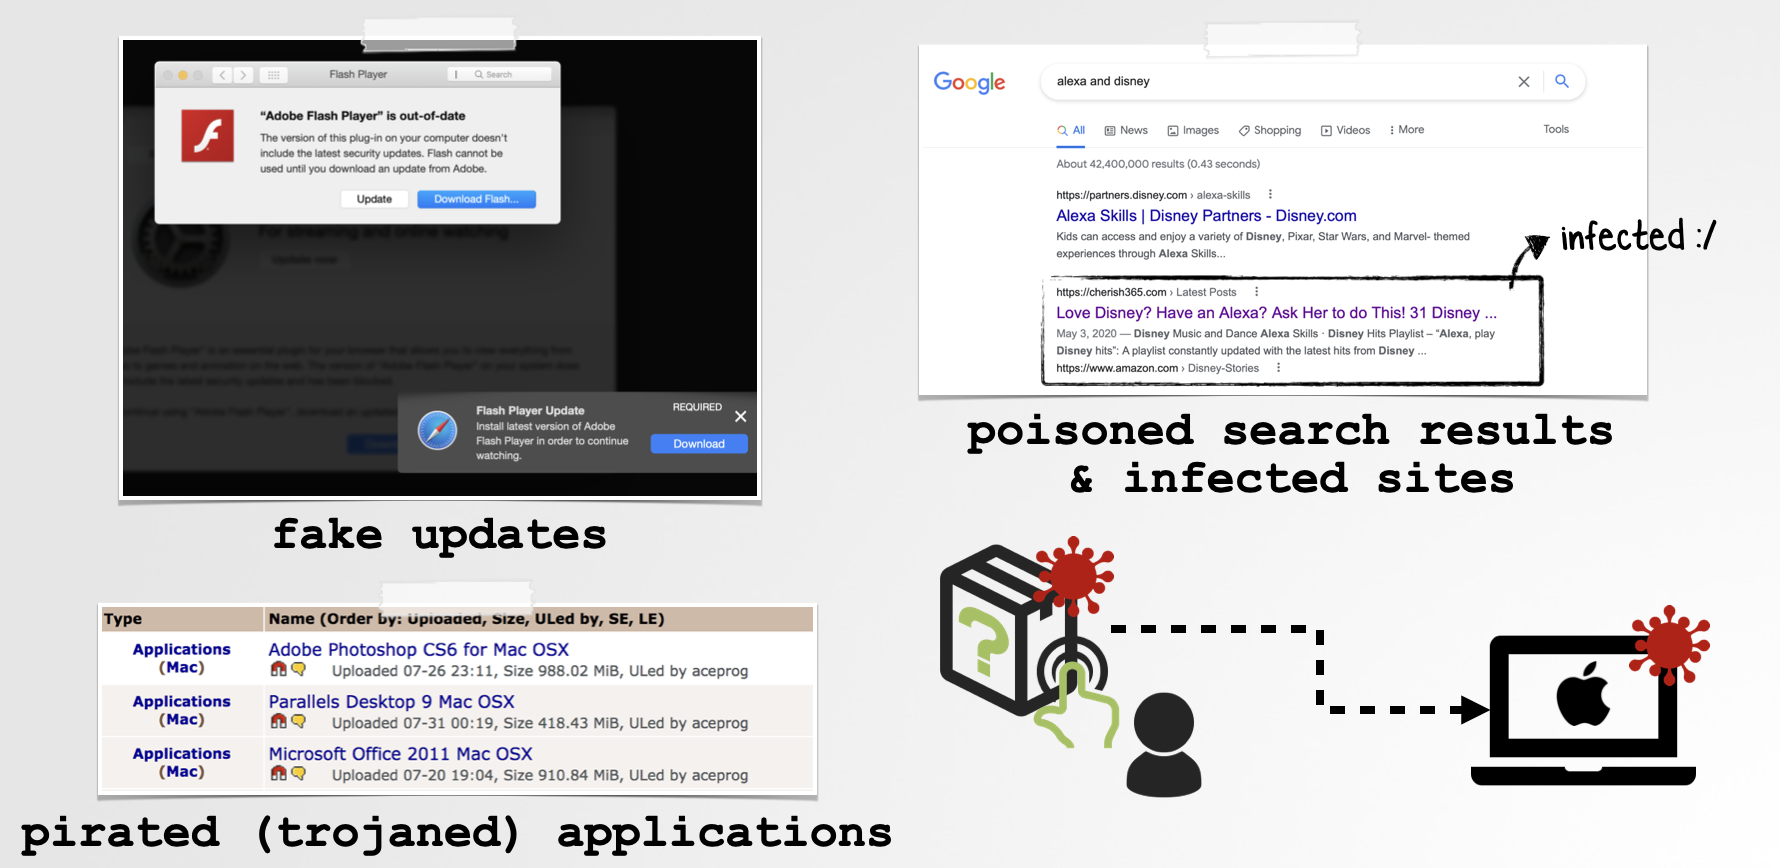 Flash Player
Search
“Adobe Flash Player” is out-of-date
The version of this plug-in on your computer doesn't
include the latest security updates. Flash cannot be
used until you download an update from Adobe.
Update
Download Flash...
For streaming and online watching
Update now
Flash Player Update
REQUIRED
Install latest version of Adobe
Flash Player in order to continue
watching.
Download
fake updates
Google
alexa and disney
All
News
Images
Shopping
Videos
More
Tools
About 42,400,000 results (0.43 seconds)
https://partners.disney.com › alexa-skills
Alexa Skills | Disney Partners - Disney.com
Kids can access and enjoy a variety of Disney, Pixar, Star Wars, and Marvel- themed
experiences through Alexa Skills...
infected :/
https://cherish365.com › Latest Posts
Love Disney? Have an Alexa? Ask Her to do This! 31 Disney ...
May 3, 2020 — Disney Music and Dance Alexa Skills · Disney Hits Playlist – “Alexa, play
Disney hits”: A playlist constantly updated with the latest hits from Disney ...
https://www.amazon.com › Disney-Stories
poisoned search results
& infected sites
Type
Name (Order by: Uploaded, Size, ULed by, SE, LE)
Applications
(Mac)
Adobe Photoshop CS6 for Mac OSX
Uploaded 07-26 23:11, Size 988.02 MiB, ULed by aceprog
Applications
(Mac)
Parallels Desktop 9 Mac OSX
Uploaded 07-31 00:19, Size 418.43 MiB, ULed by aceprog
Applications
(Mac)
Microsoft Office 2011 Mac OSX
Uploaded 07-20 19:04, Size 910.84 MiB, ULed by aceprog
pirated (trojaned) applications
?